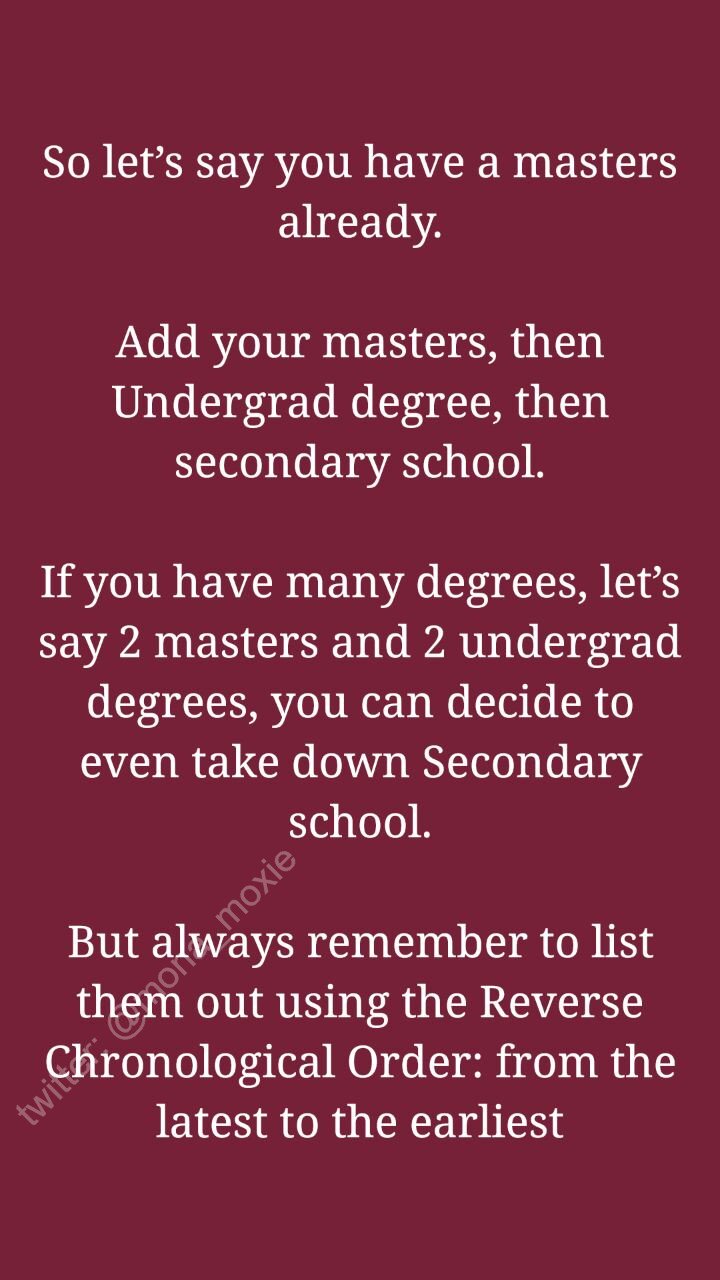 So let’s say you have a masters
already.
Add your masters, then
Undergrad degree, then
secondary school.
If you have many degrees, let’s
say 2 masters and 2 undergrad
degrees, you can decide to
even take down Secondary
school.
But always remember to list
them out using the Reverse
Chronological Order: from the
latest to the earliest
twitter: @mona_moxie